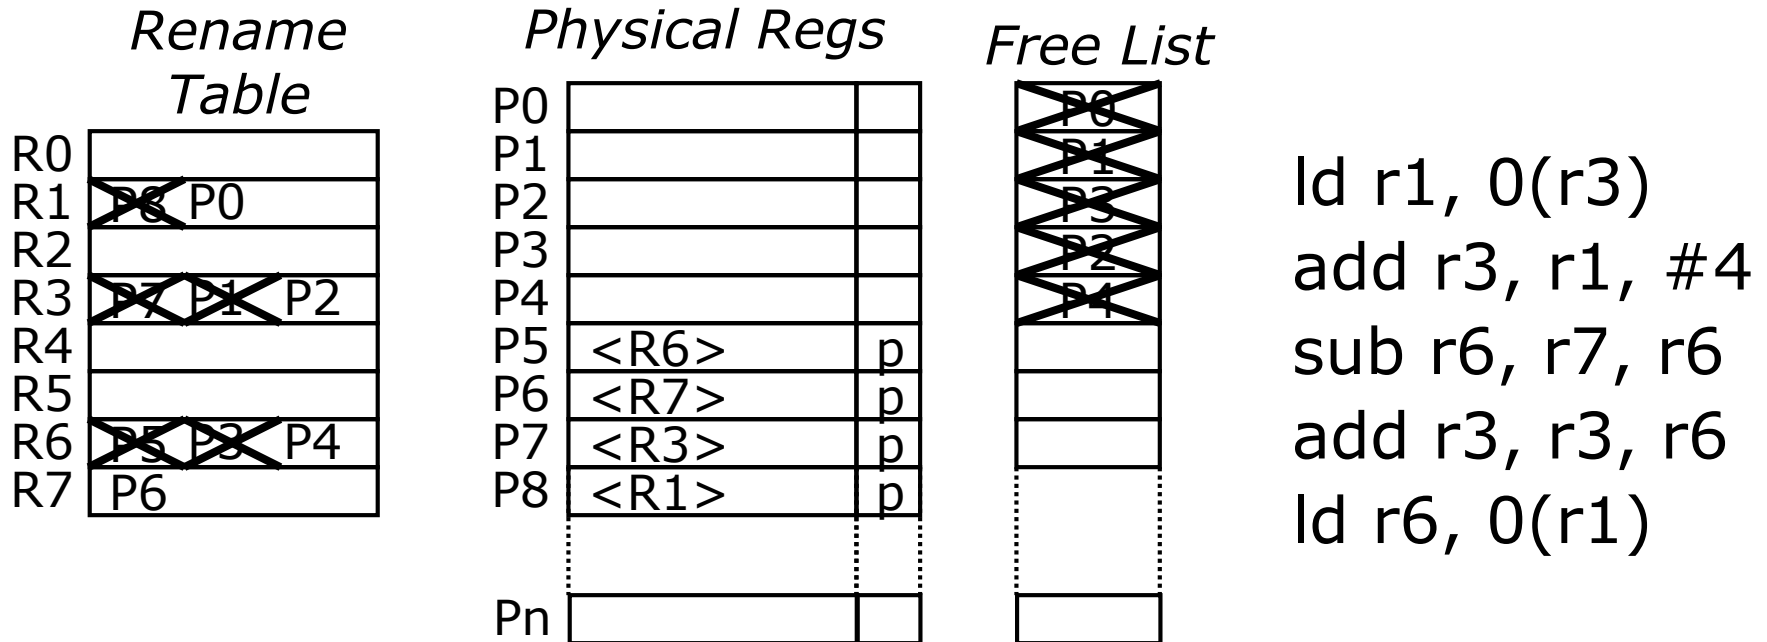 Rename
Table
Physical Regs
Free List
R0
R1 P8 P0
R2
R3 P7 P1 P2
R4
R5
R6 P5 P3 P4
R7 P6
P0
P1
P2
P3
P4
P5 <R6> p
P6 <R7> p
P7 <R3> p
P8 <R1> p
Pn
P0
P1
P3
P2
P4
ld r1, 0(r3)
add r3, r1, #4
sub r6, r7, r6
add r3, r3, r6
ld r6, 0(r1)